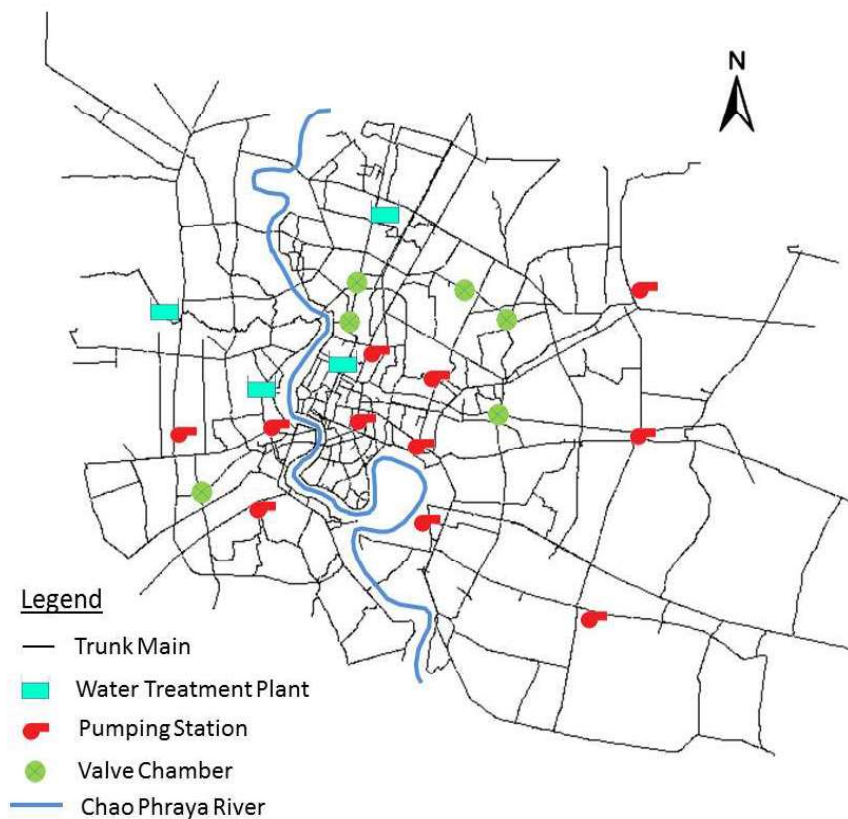 N
Legend
Trunk Main
Water Treatment Plant
Pumping Station
Valve Chamber
Chao Phraya River